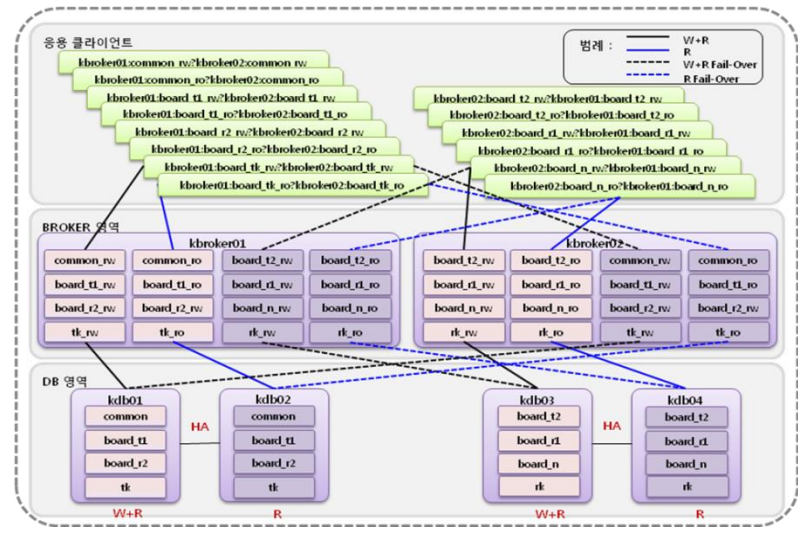 응용 클라이언트
범례 :
W+R
R
W+R Fail-Over
R Fail-Over
kbroker01:common_rw?kbroker02:common_rw
kbroker01:common_ro?kbroker02:common_ro
kbroker01:board_t1_rw?kbroker02:board_t1_rw
kbroker01:board_t1_ro?kbroker02:board_t1_ro
kbroker01:board_r2_rw?kbroker02:board_r2_rw
kbroker01:board_r2_ro?kbroker02:board_r2_ro
kbroker01:board_tk_rw?kbroker02:board_tk_rw
kbroker01:board_tk_ro?kbroker02:board_tk_ro
kbroker02:board_t2_rw?kbroker01:board_t2_rw
kbroker02:board_t2_ro?kbroker01:board_t2_ro
kbroker02:board_r1_rw?kbroker01:board_r1_rw
kbroker02:board_r1_ro?kbroker01:board_r1_ro
kbroker02:board_n_rw?kbroker01:board_n_rw
kbroker02:board_n_ro?kbroker01:board_n_ro
BROKER 영역
kbroker01
common_rw common_ro board_t2_rw board_t2_ro
board_t1_rw board_t1_ro board_r1_rw board_r1_ro
board_r2_rw board_r2_rw board_n_rw board_n_ro
tk_rw tk_ro rk_rw rk_ro
kbroker02
board_t2_rw board_t2_ro common_rw common_ro
board_r1_rw board_r1_ro board_t1_rw board_t1_ro
board_n_rw board_n_ro board_r2_rw board_r2_rw
rk_rw rk_ro tk_rw tk_ro
DB 영역
kdb01
common
board_t1
board_r2
tk
W+R
HA
kdb02
common
board_t1
board_r2
tk
R
kdb03
board_t2
board_r1
board_n
rk
W+R
HA
kdb04
board_t2
board_r1
board_n
rk
R